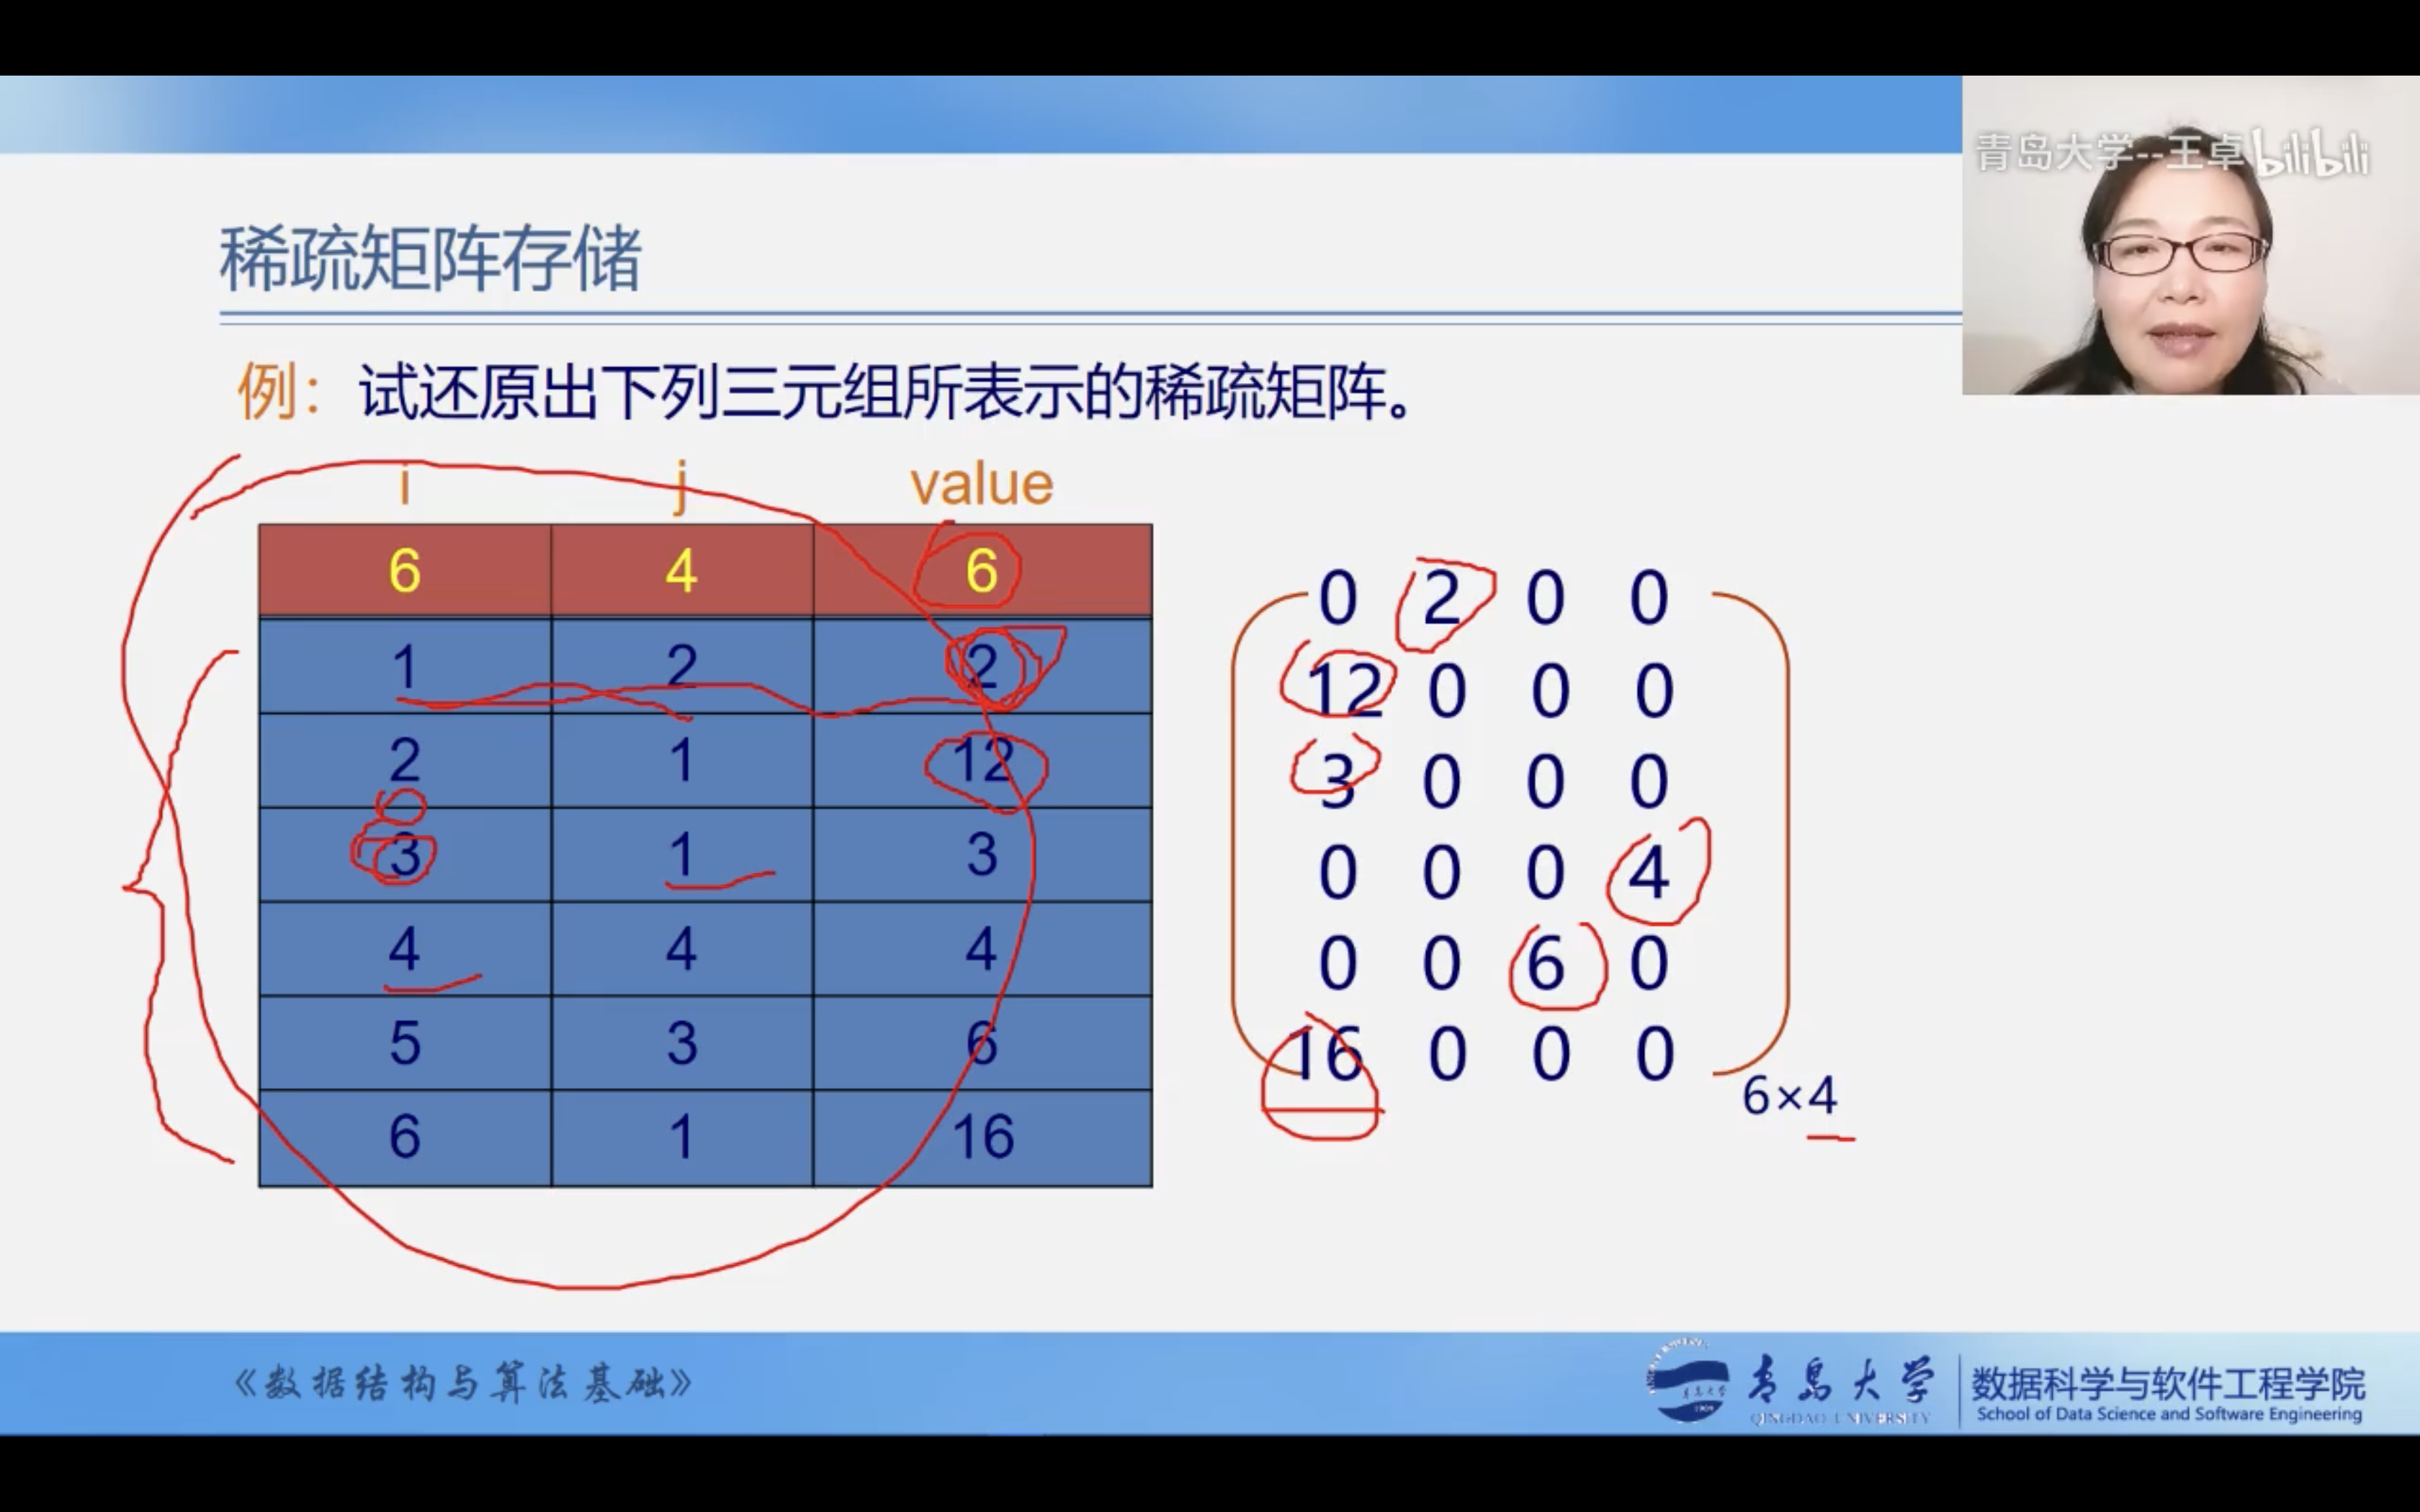 青岛大学--王卓 bilibili
稀疏矩阵存储
例：试还原出下列三元组所表示的稀疏矩阵。
i j value
6 4 6
1 2 2
2 1 12
3 1 3
4 4 4
5 3 6
6 1 16
0 2 0 0
12 0 0 0
3 0 0 0
0 0 0 4
0 0 6 0
16 0 0 0
6×4
《数据结构与算法基础》
青岛大学
QINGDAO UNIVERSITY
数据科学与软件工程学院
School of Data Science and Software Engineering